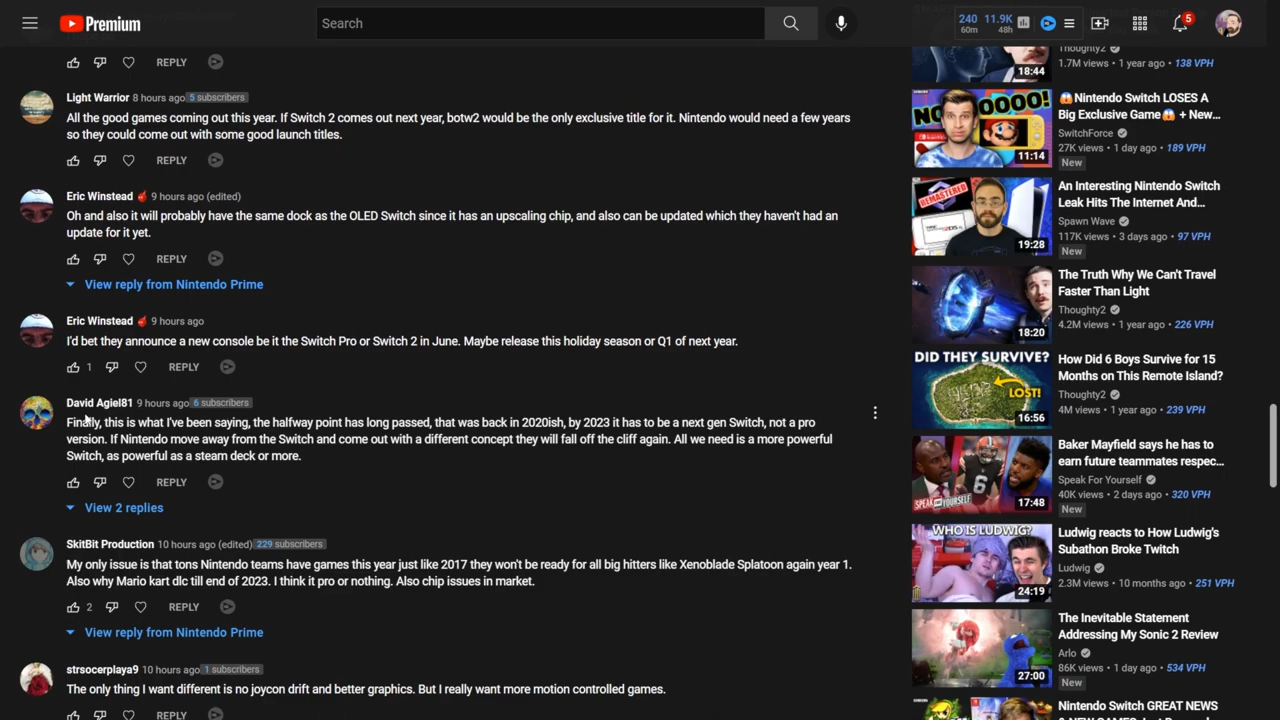 Premium
Search
240
60m
11.9K
48h
5
REPLY
Light Warrior 8 hours ago 5 subscribers
All the good games coming out this year. If Switch 2 comes out next year, botw2 would be the only exclusive title for it. Nintendo would need a few years
so they could come out with some good launch titles.
REPLY
Eric Winstead 9 hours ago (edited)
Oh and also it will probably have the same dock as the OLED Switch since it has an upscaling chip, and also can be updated which they haven't had an
update for it yet.
REPLY
View reply from Nintendo Prime
Eric Winstead 9 hours ago
I'd bet they announce a new console be it the Switch Pro or Switch 2 in June. Maybe release this holiday season or Q1 of next year.
1 REPLY
David Agiel81 9 hours ago 6 subscribers
Finally, this is what I've been saying, the halfway point has long passed, that was back in 2020ish, by 2023 it has to be a next gen Switch, not a pro
version. If Nintendo move away from the Switch and come out with a different concept they will fall off the cliff again. All we need is a more powerful
Switch, as powerful as a steam deck or more.
REPLY
View 2 replies
SkitBit Production 10 hours ago (edited) 229 subscribers
My only issue is that tons Nintendo teams have games this year just like 2017 they won't be ready for all big hitters like Xenoblade Splatoon again year 1.
Also why Mario kart dlc till end of 2023. I think it pro or nothing. Also chip issues in market.
2 REPLY
View reply from Nintendo Prime
strsocerplaya9 10 hours ago 1 subscribers
The only thing I want different is no joycon drift and better graphics. But I really want more motion controlled games.
REPLY
Thoughty2
1.7M views • 1 year ago • 138 VPH
18:44
NOOOOO!
11:14
Nintendo Switch LOSES A
Big Exclusive Game + New...
SwitchForce
27K views • 1 day ago • 189 VPH
New
REMASTERED
19:28
An Interesting Nintendo Switch
Leak Hits The Internet And...
Spawn Wave
117K views • 3 days ago • 97 VPH
New
18:20
The Truth Why We Can't Travel
Faster Than Light
Thoughty2
4.2M views • 1 year ago • 226 VPH
DID THEY SURVIVE?
LOST!
16:56
How Did 6 Boys Survive for 15
Months on This Remote Island?
Thoughty2
4M views • 1 year ago • 239 VPH
6
SPEAK FOR YOURSELF
17:48
Baker Mayfield says he has to
earn future teammates respec...
Speak For Yourself
40K views • 2 days ago • 320 VPH
New
WHO IS LUDWIG?
24:19
Ludwig reacts to How Ludwig's
Subathon Broke Twitch
Ludwig
2.3M views • 10 months ago • 251 VPH
27:00
The Inevitable Statement
Addressing My Sonic 2 Review
Arlo
86K views • 1 day ago • 534 VPH
New
Nintendo Switch GREAT NEWS